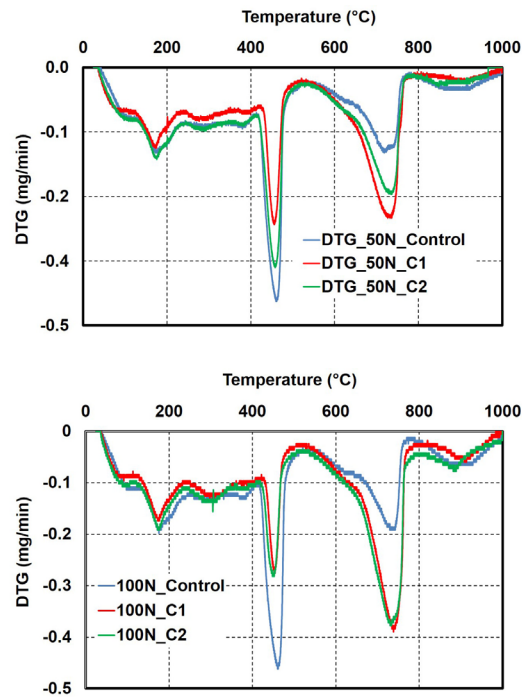 Temperature (°C)
0 200 400 600 800 1000
0.0
-0.1
-0.2
-0.4
-0.5
DTG (mg/min)
DTG_50N_Control
DTG_50N_C1
DTG_50N_C2
Temperature (°C)
0 200 400 600 800 1000
0
-0.1
-0.2
-0.3
-0.4
-0.5
DTG (mg/min)
100N_Control
100N_C1
100N_C2